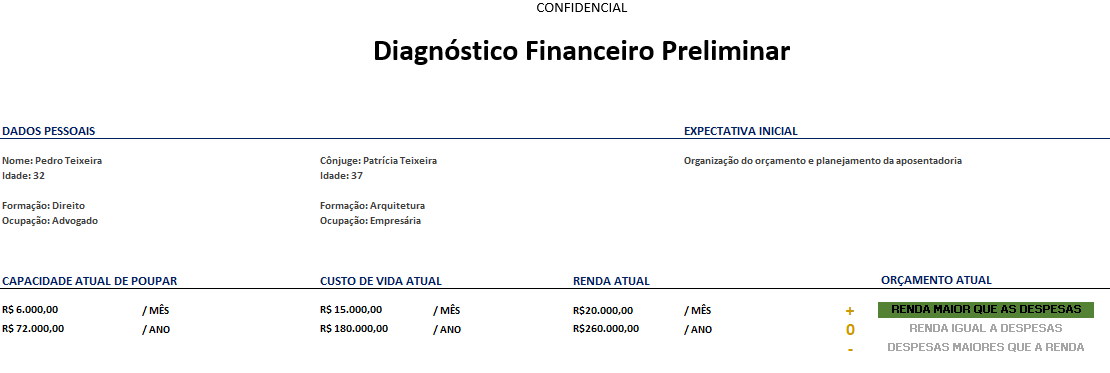 CONFIDENCIAL
Diagnóstico Financeiro Preliminar
DADOS PESSOAIS
EXPECTATIVA INICIAL
Nome: Pedro Teixeira
Cônjuge: Patrícia Teixeira
Organização do orçamento e planejamento da aposentadoria
Idade: 32
Idade: 37
Formação: Direito
Formação: Arquitetura
Ocupação: Advogado
Ocupação: Empresária
CAPACIDADE ATUAL DE POUPAR
CUSTO DE VIDA ATUAL
RENDA ATUAL
ORÇAMENTO ATUAL
R$ 6.000,00 / MÊS
R$ 15.000,00 / MÊS
R$20.000,00 / MÊS
+ RENDA MAIOR QUE AS DESPESAS
R$ 72.000,00 / ANO
R$ 180.000,00 / ANO
R$260.000,00 / ANO
0 RENDA IGUAL A DESPESAS
- DESPESAS MAIORES QUE A RENDA